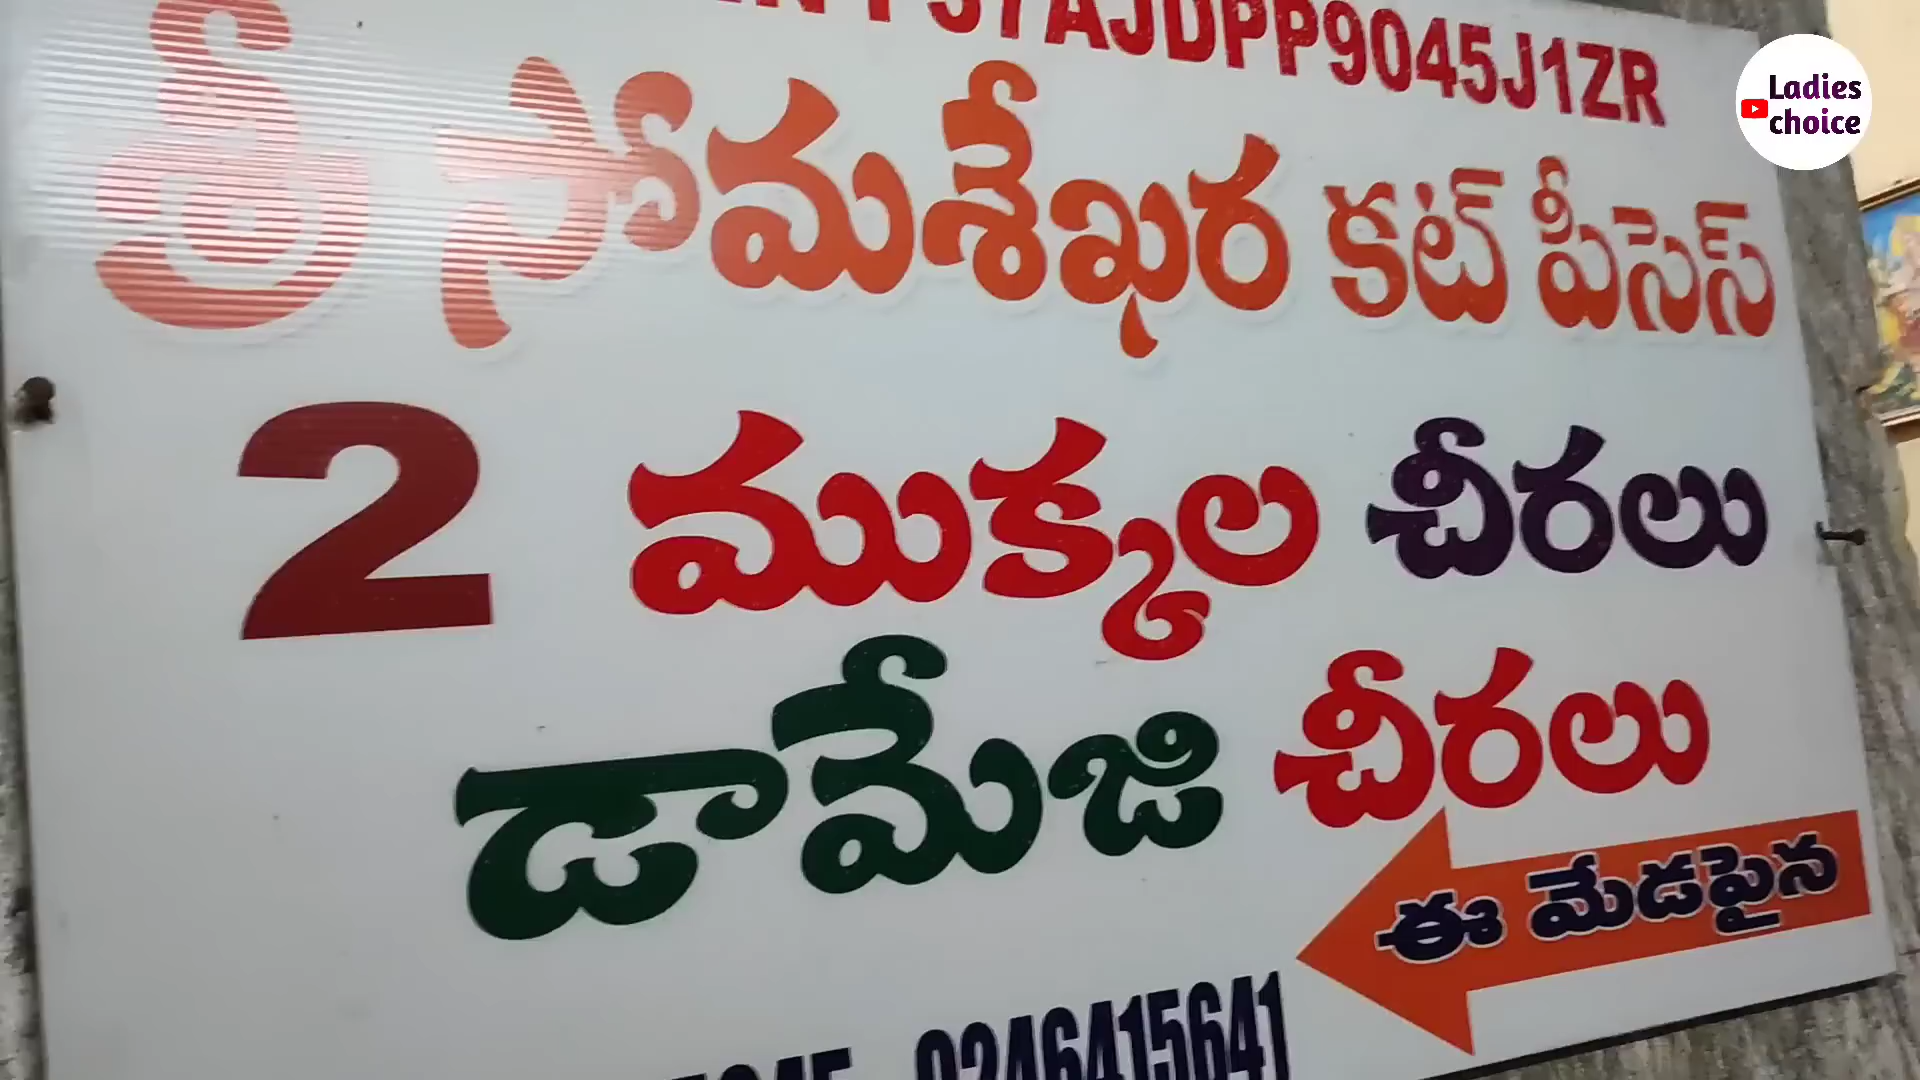 37AJDPP9045J1ZR
Ladies
choice
శ్రీ సోమశేఖర కట్ పీసెస్
2 ముక్కల చీరలు
డామేజి చీరలు
ఈ మేడపైన
9246415641